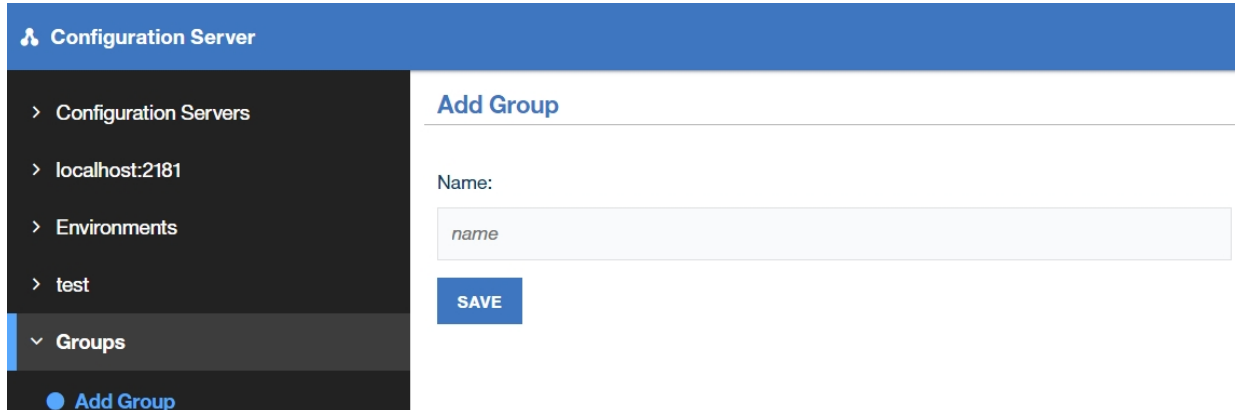 Configuration Server
Configuration Servers
localhost:2181
Environments
test
Groups
Add Group
Add Group
Name:
name
SAVE